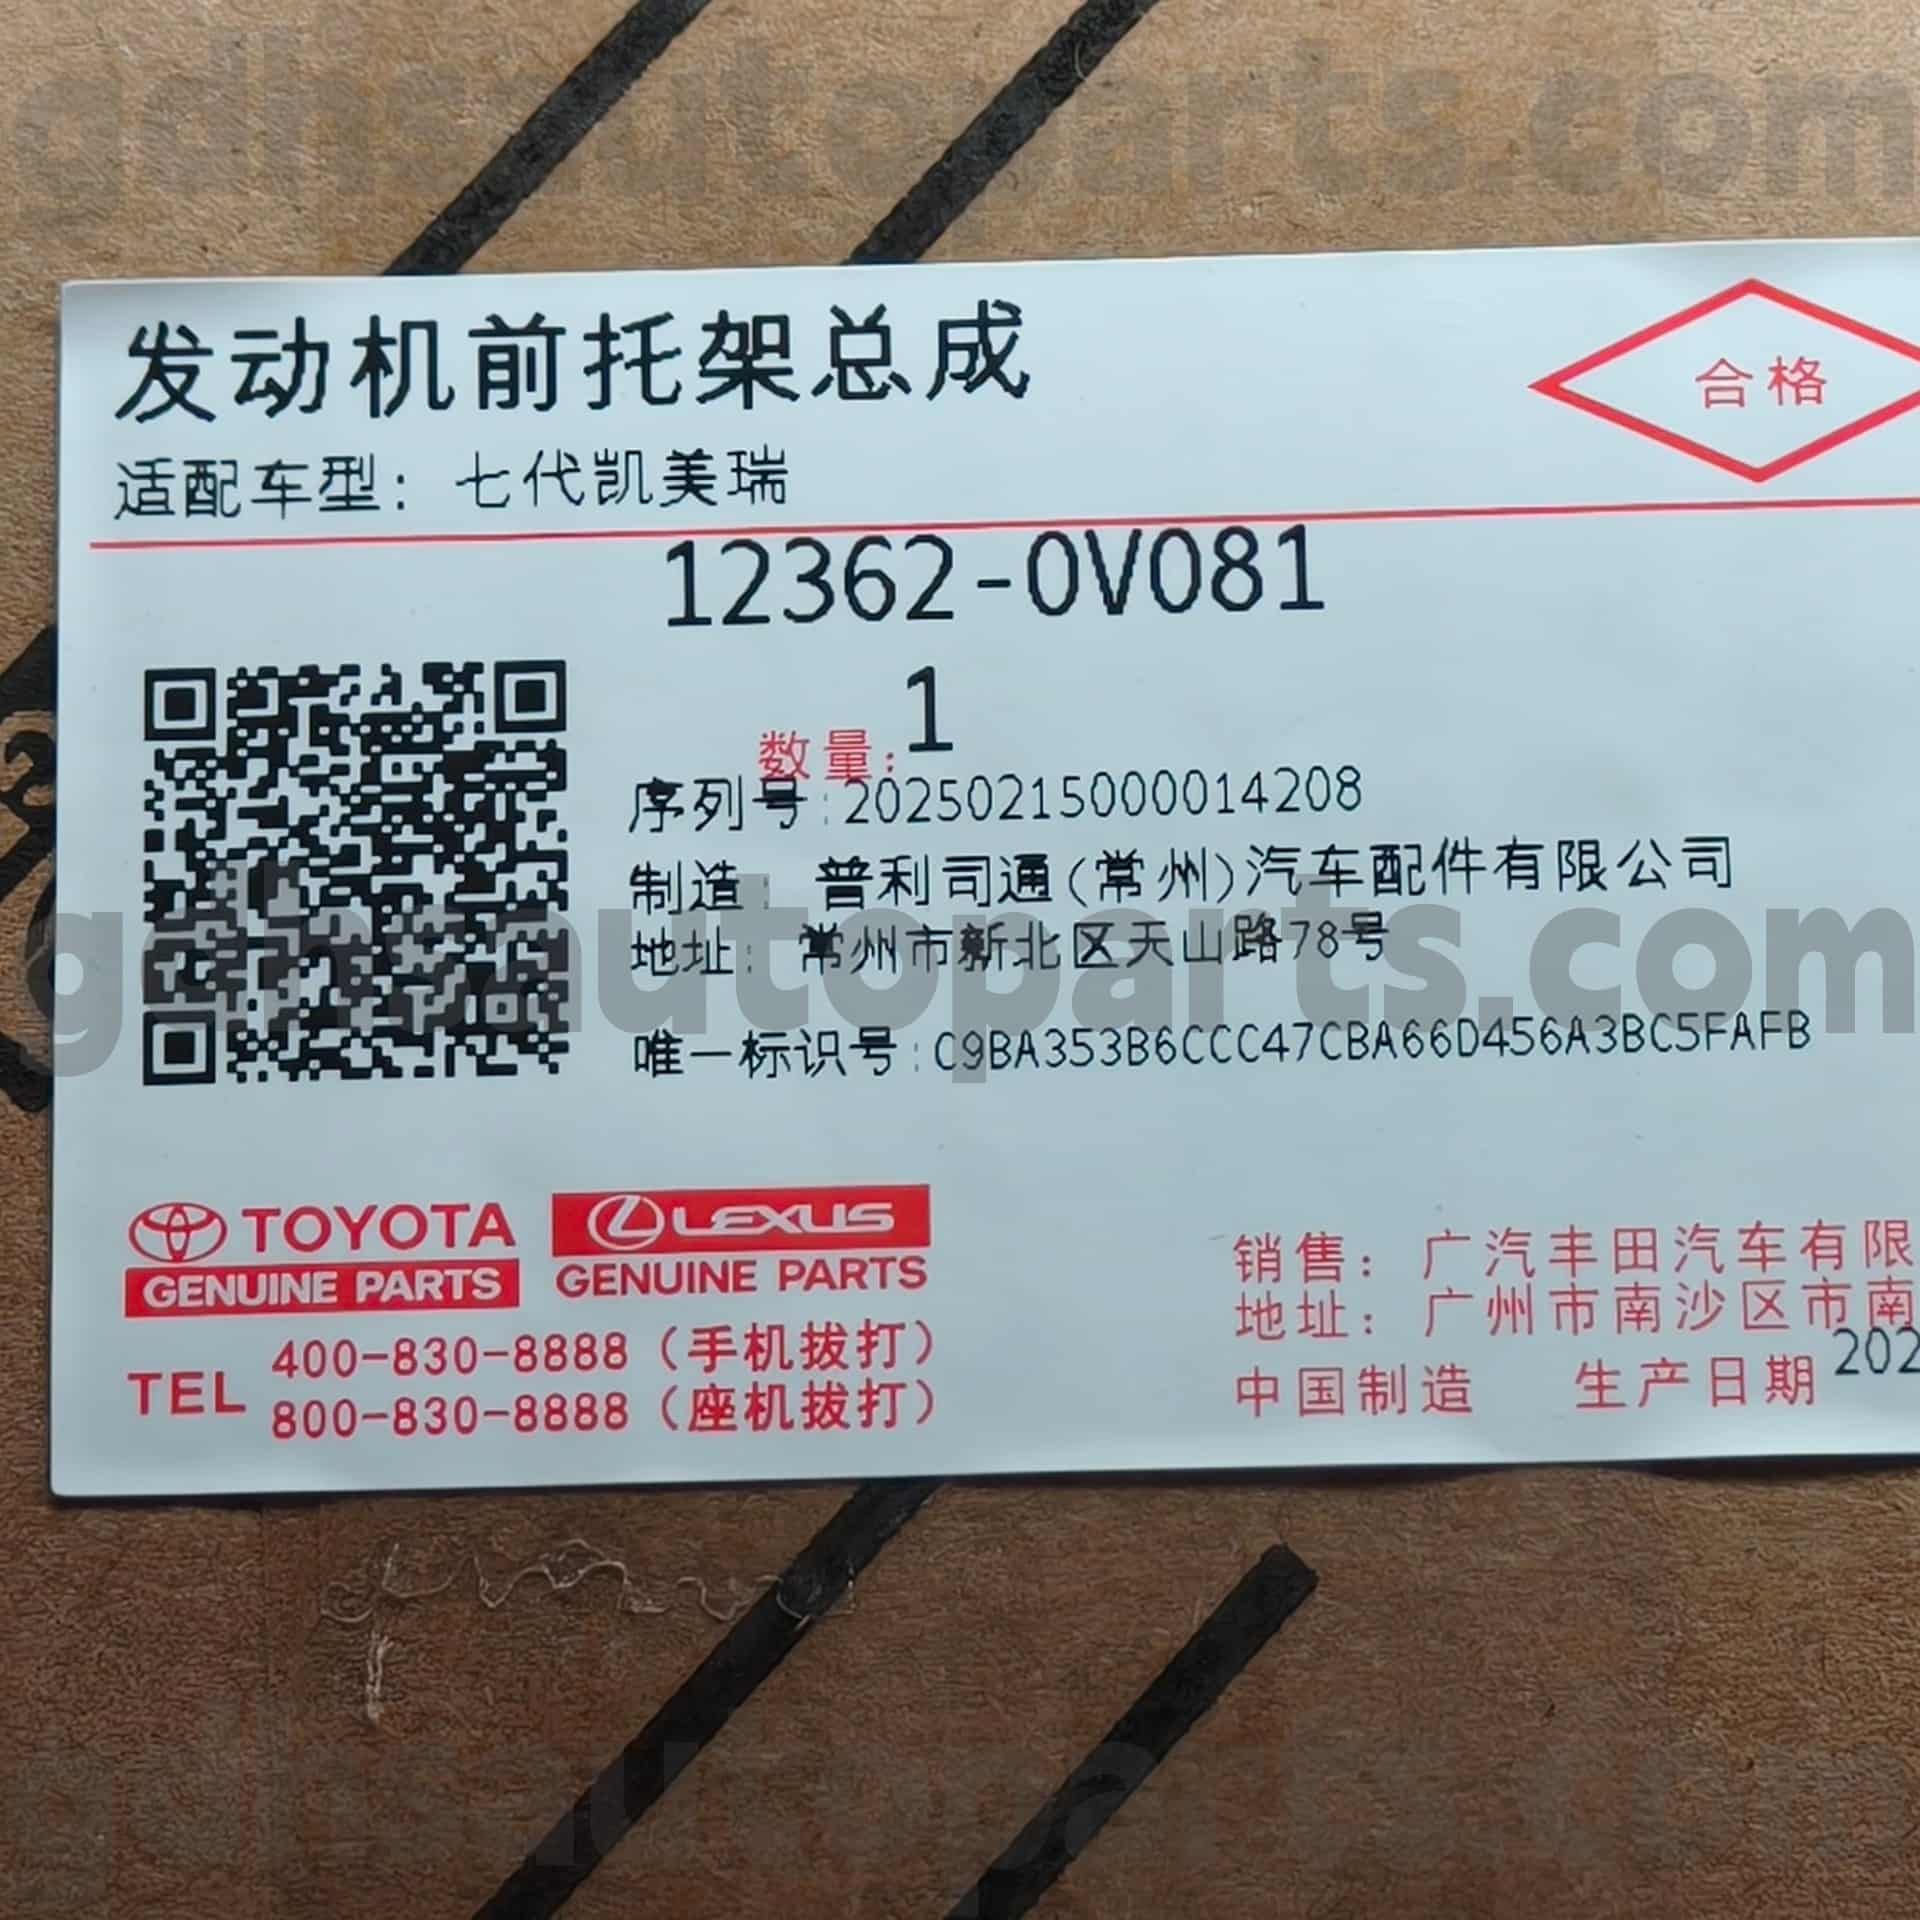 gdhsautoparts.com
发动机前托架总成
合格
适配车型: 七代凯美瑞
12362-0V081
数量: 1
序列号:20250215000014208
制造: 普利司通(常州)汽车配件有限公司
地址: 常州市新北区天山路78号
gdhsautoparts.com
唯一标识号:C9BA353B6CCC47CBA66D456A3BC5FAFB
TOYOTA
GENUINE PARTS
LEXUS
GENUINE PARTS
TEL
400-830-8888(手机拔打)
800-830-8888(座机拔打)
销售: 广汽丰田汽车有限
地址: 广州市南沙区市南
中国制造 生产日期 202
gdhsautoparts.com